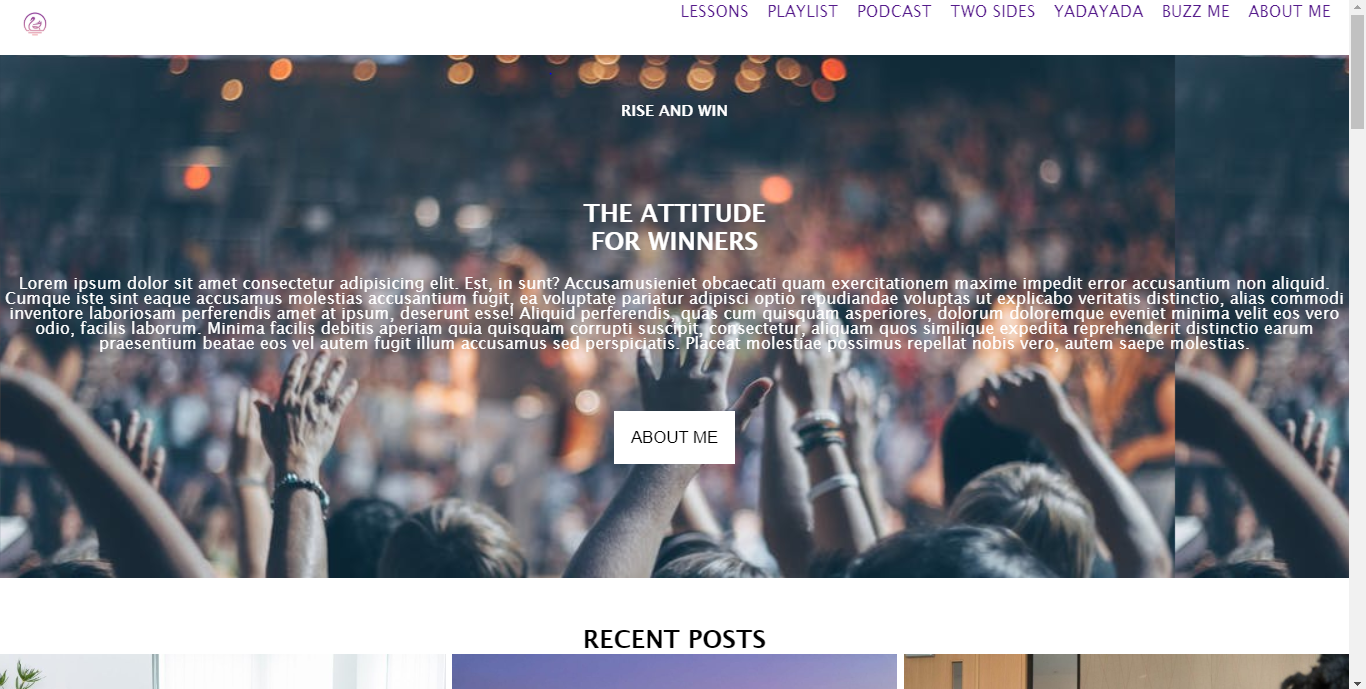 LESSONS PLAYLIST PODCAST TWO SIDES YADAYADA BUZZ ME ABOUT ME
RISE AND WIN
THE ATTITUDE
FOR WINNERS
Lorem ipsum dolor sit amet consectetur adipisicing elit. Est, in sunt? Accusamusieniet obcaecati quam exercitationem maxime impedit error accusantium non aliquid.
Cumque iste sint eaque accusamus molestias accusantium fugit, ea voluptate pariatur adipisci optio repudiandae voluptas ut explicabo veritatis distinctio, alias commodi
inventore laboriosam perferendis amet at ipsum, deserunt esse! Aliquid perferendis, quas cum quisquam asperiores, dolorum doloremque eveniet minima velit eos vero
odio, facilis laborum. Minima facilis debitis aperiam quia quisquam corrupti suscipit, consectetur, aliquam quos similique expedita reprehenderit distinctio earum
praesentium beatae eos vel autem fugit illum accusamus sed perspiciatis. Placeat molestiae possimus repellat nobis vero, autem saepe molestias.
ABOUT ME
RECENT POSTS